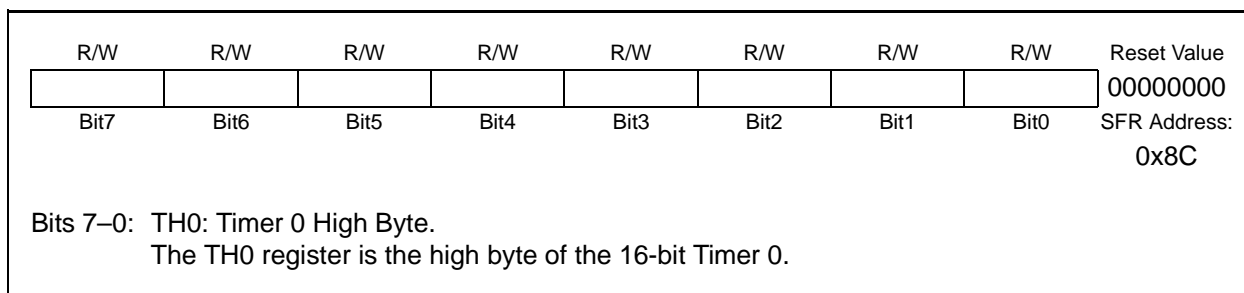 R/W R/W R/W R/W R/W R/W R/W R/W Reset Value
00000000
Bit7 Bit6 Bit5 Bit4 Bit3 Bit2 Bit1 Bit0 SFR Address:
0x8C
Bits 7–0: TH0: Timer 0 High Byte.
The TH0 register is the high byte of the 16-bit Timer 0.